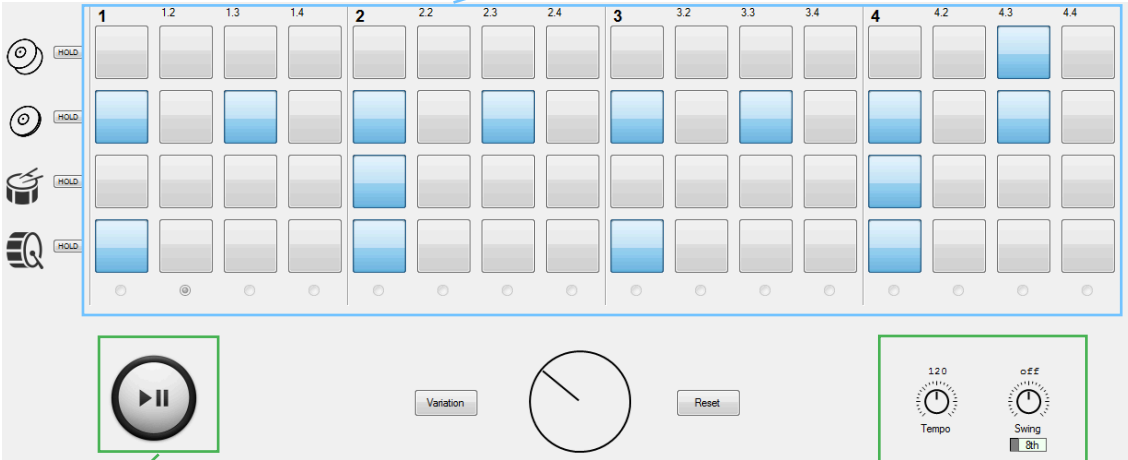 1 1.2 1.3 1.4 2 2.2 2.3 2.4 3 3.2 3.3 3.4 4 4.2 4.3 4.4
HOLD
HOLD
HOLD
HOLD
120 off
Variation Reset
Tempo Swing
8th